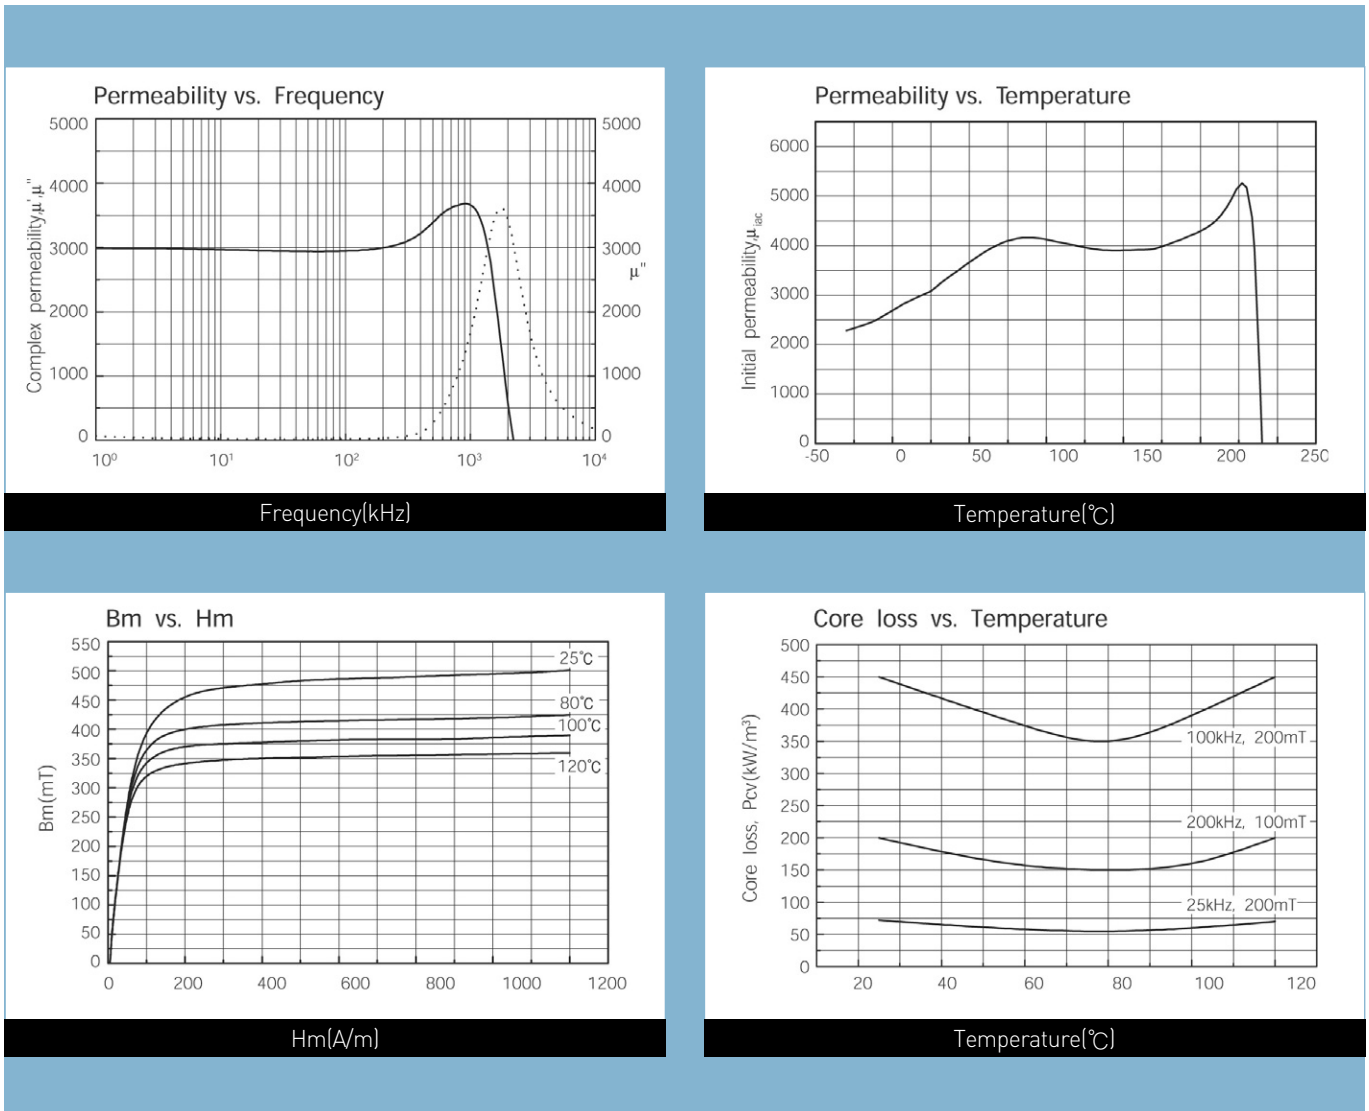 Permeability vs. Frequency
5000
4000
3000
2000
1000
0
Complex permeability,μ',μ"
5000
4000
3000
μ"
2000
1000
0
10⁰ 10¹ 10² 10³ 10⁴
Frequency(kHz)
Permeability vs. Temperature
6000
5000
4000
3000
2000
1000
0
Initial permeability,μiac
-50 0 50 100 150 200 250
Temperature(℃)
Bm vs. Hm
550
500
450
400
350
300
250
200
150
100
50
0
Bm(mT)
25℃
80℃
100℃
120℃
0 200 400 600 800 1000 1200
Hm(A/m)
Core loss vs. Temperature
500
450
400
350
300
250
200
150
100
50
0
Core loss, Pcv(kW/m³)
100kHz, 200mT
200kHz, 100mT
25kHz, 200mT
20 40 60 80 100 120
Temperature(℃)